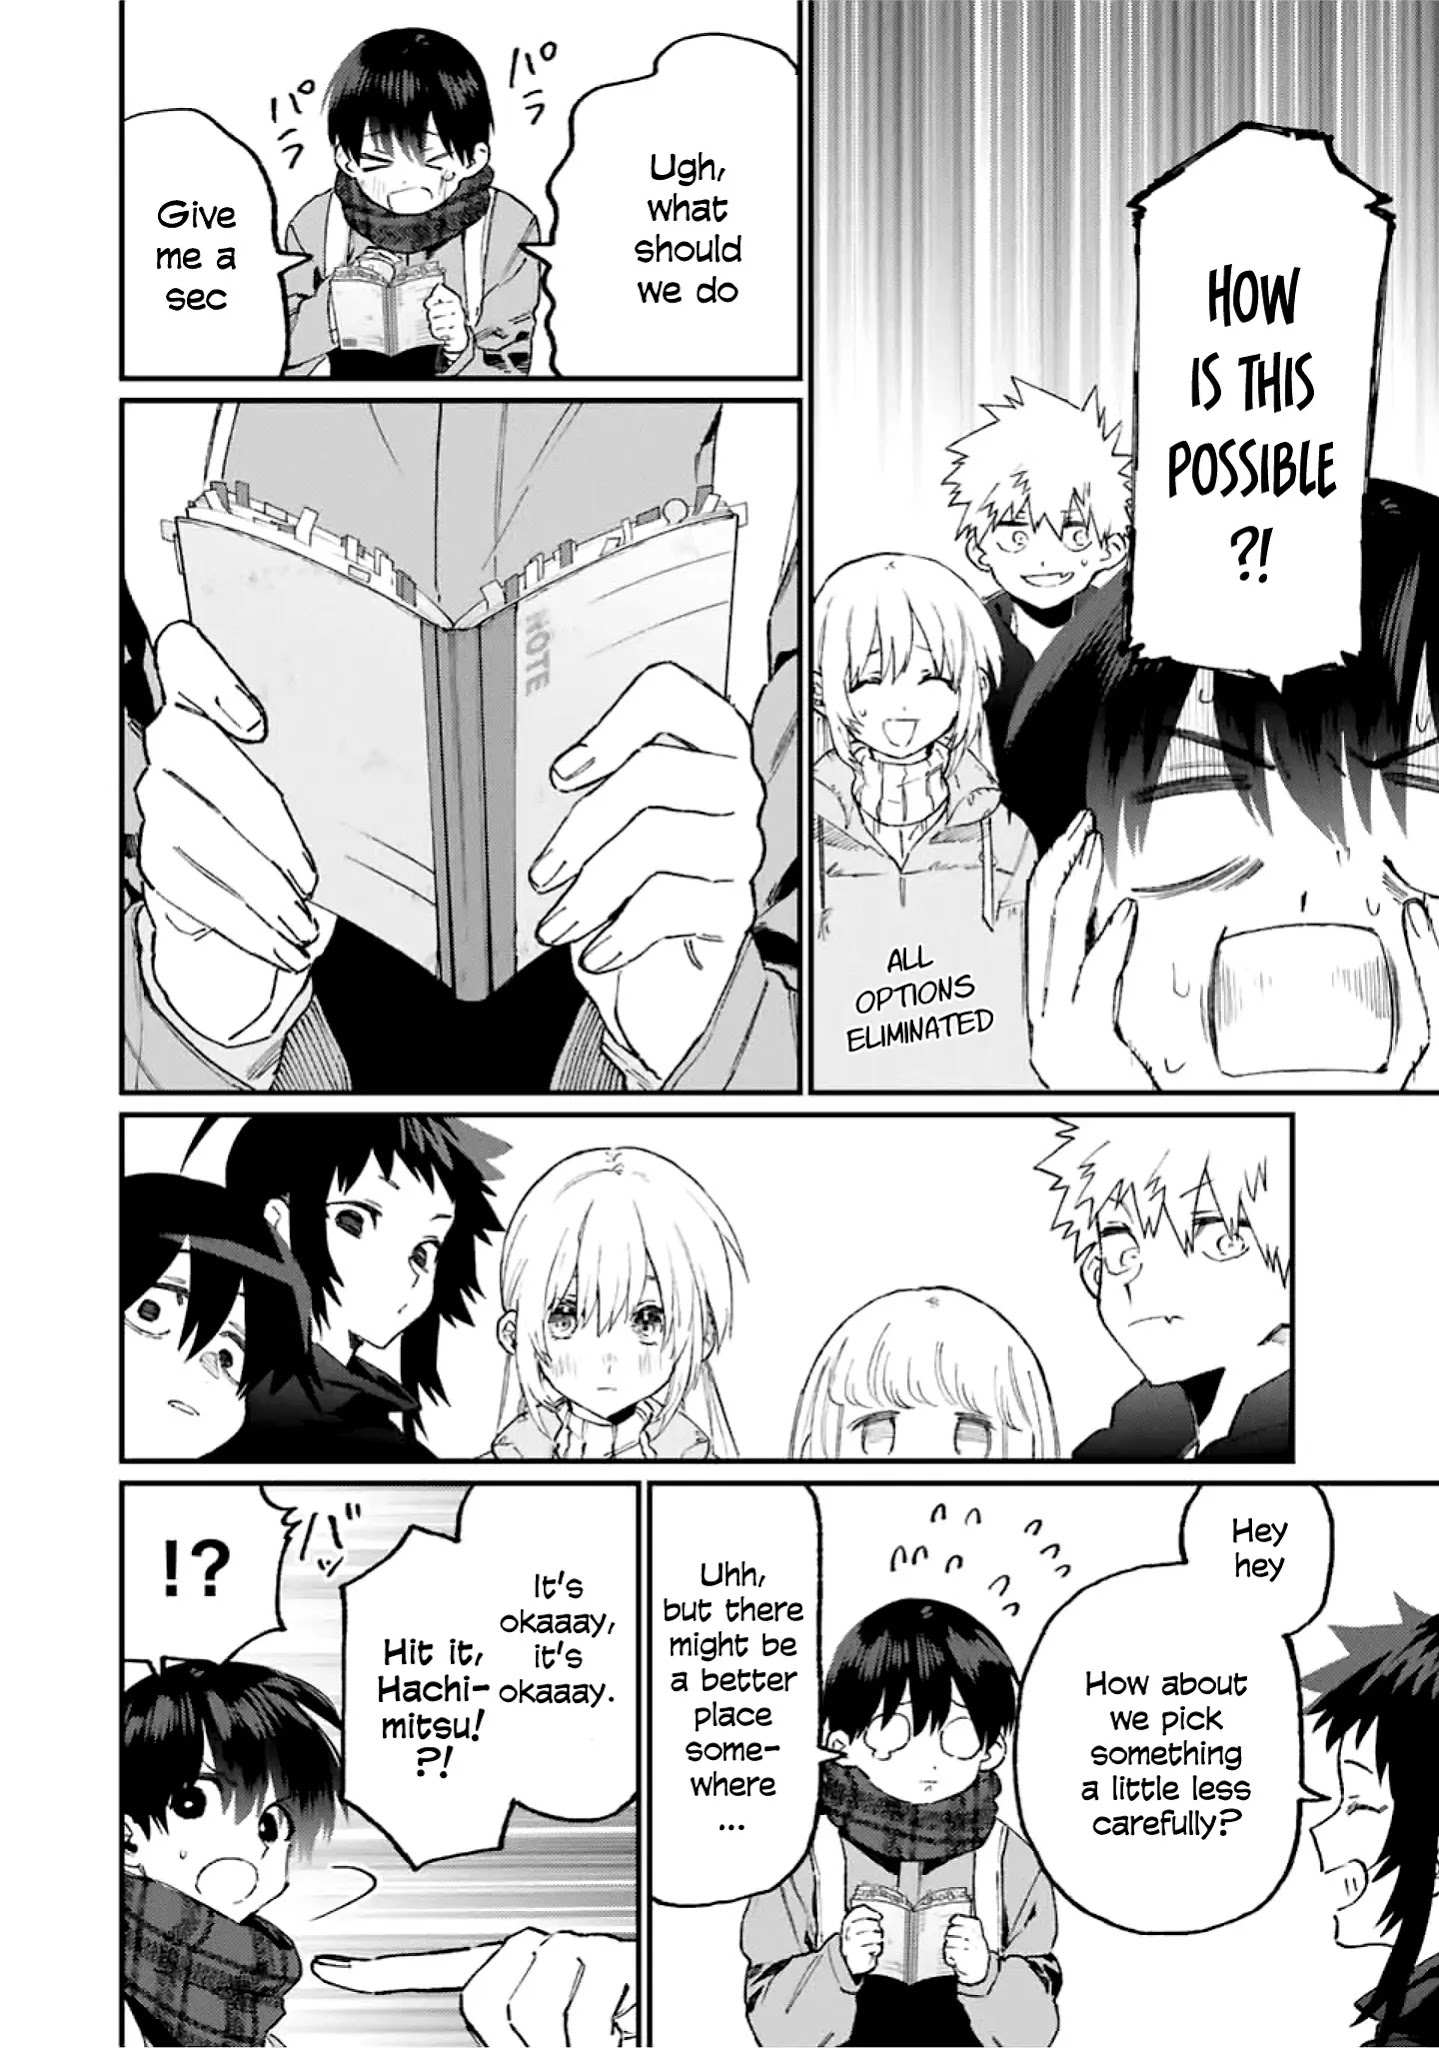 HOW
IS THIS
POSSIBLE
?!
ALL
OPTIONS
ELIMINATED
Ugh,
what
should
we do
パラ
パラ
Give
me a
sec
NOTE
Hey
hey
How about
we pick
something
a little less
carefully?
Uhh,
but there
might be
a better
place
some-
where
...
It's
okaaay,
it's
okaaay.
Hit it,
Hachi-
mitsu!
?!
バッ
!?